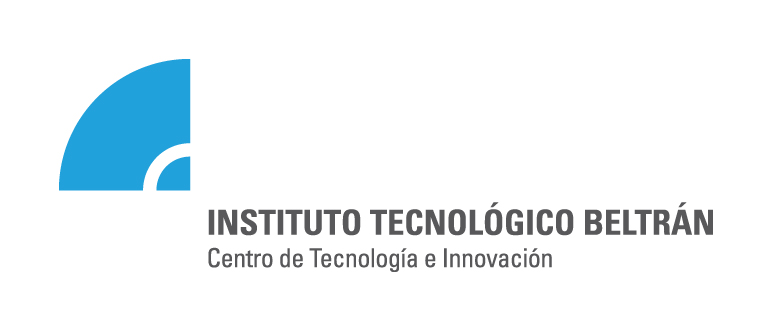 INSTITUTO TECNOLÓGICO BELTRÁN
Centro de Tecnología e Innovación